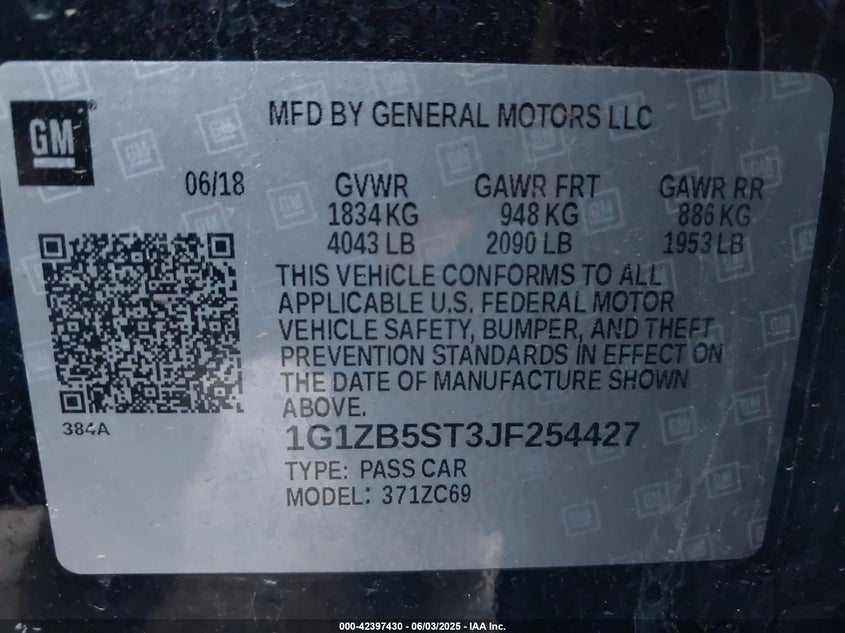 GM
MFD BY GENERAL MOTORS LLC
06/18 GVWR GAWR FRT GAWR RR
1834 KG 948 KG 886 KG
4043 LB 2090 LB 1953 LB
THIS VEHICLE CONFORMS TO ALL
APPLICABLE U.S. FEDERAL MOTOR
VEHICLE SAFETY, BUMPER, AND THEFT
PREVENTION STANDARDS IN EFFECT ON
THE DATE OF MANUFACTURE SHOWN
ABOVE.
384A
1G1ZB5ST3JF254427
TYPE: PASS CAR
MODEL: 371ZC69
000-42397430 - 06/03/2025 - IAA Inc.